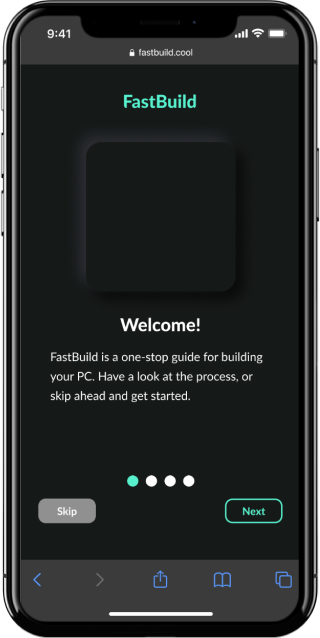 9:41
fastbuild.cool
FastBuild
Welcome!
FastBuild is a one-stop guide for building
your PC. Have a look at the process, or
skip ahead and get started.
Skip
Next